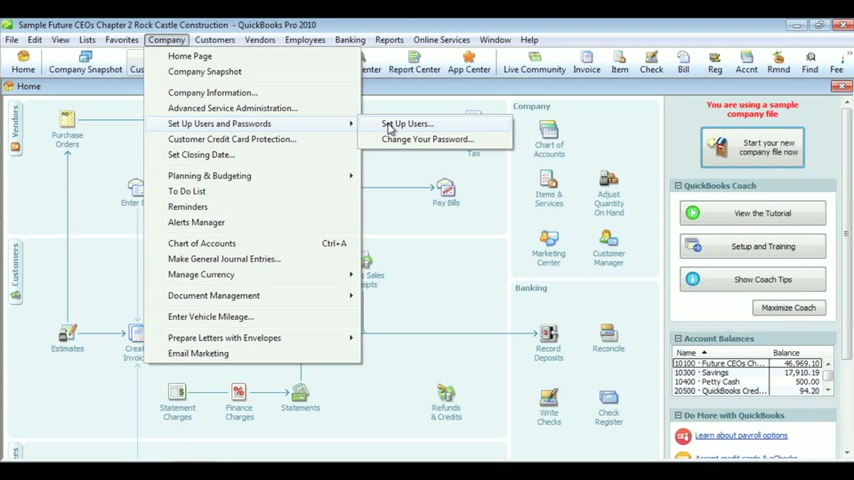 Sample Future CEOs Chapter 2 Rock Castle Construction - QuickBooks Pro 2010
File Edit View Lists Favorites Company Customers Vendors Employees Banking Reports Online Services Window Help
Home Company Snapshot Report Center App Center Live Community Invoice Item Check Bill Reg Accnt Rmnd Find Fee
Home
Home Page
Company Snapshot
Company Information...
Advanced Service Administration...
Set Up Users and Passwords
Set Up Users...
Change Your Password...
Customer Credit Card Protection...
Set Closing Date...
Planning & Budgeting
To Do List
Reminders
Alerts Manager
Chart of Accounts Ctrl+A
Make General Journal Entries...
Manage Currency
Document Management
Enter Vehicle Mileage...
Prepare Letters with Envelopes
Email Marketing
Vendors
Purchase
Orders
Tax
Pay Bills
Customers
Estimates
Statement
Charges
Finance
Charges
Statements
Refunds
& Credits
Company
Chart of
Accounts
Items &
Services
Adjust
Quantity
On Hand
Marketing
Center
Customer
Manager
Banking
Record
Deposits
Reconcile
Write
Checks
Check
Register
You are using a sample
company file
Start your new
company file now
QuickBooks Coach
View the Tutorial
Setup and Training
Show Coach Tips
Maximize Coach
Account Balances
Name Balance
10100 · Future CEOs Ch... 46,969.10
10300 · Savings 17,910.19
10400 · Petty Cash 500.00
20500 · QuickBooks Cred... 94.20
Do More with QuickBooks
Learn about payroll options